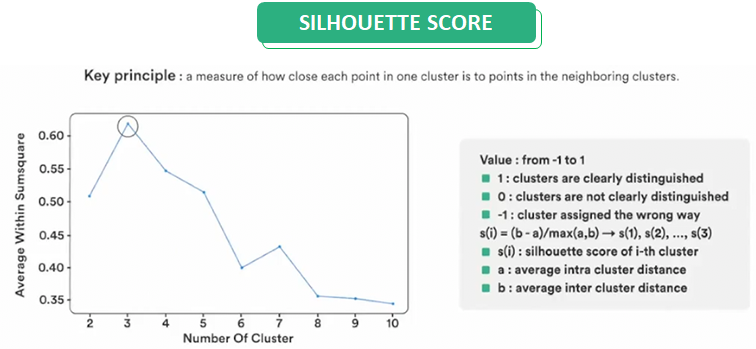 SILHOUETTE SCORE
Key principle : a measure of how close each point in one cluster is to points in the neighboring clusters.
Average Within Sumsquare
0.60
0.55
0.50
0.45
0.40
0.35
2 3 4 5 6 7 8 9 10
Number Of Cluster
Value : from -1 to 1
1 : clusters are clearly distinguished
0 : clusters are not clearly distinguished
-1 : cluster assigned the wrong way
s(i) = (b - a)/max(a,b) → s(1), s(2), ..., s(3)
s(i) : silhouette score of i-th cluster
a : average intra cluster distance
b : average inter cluster distance